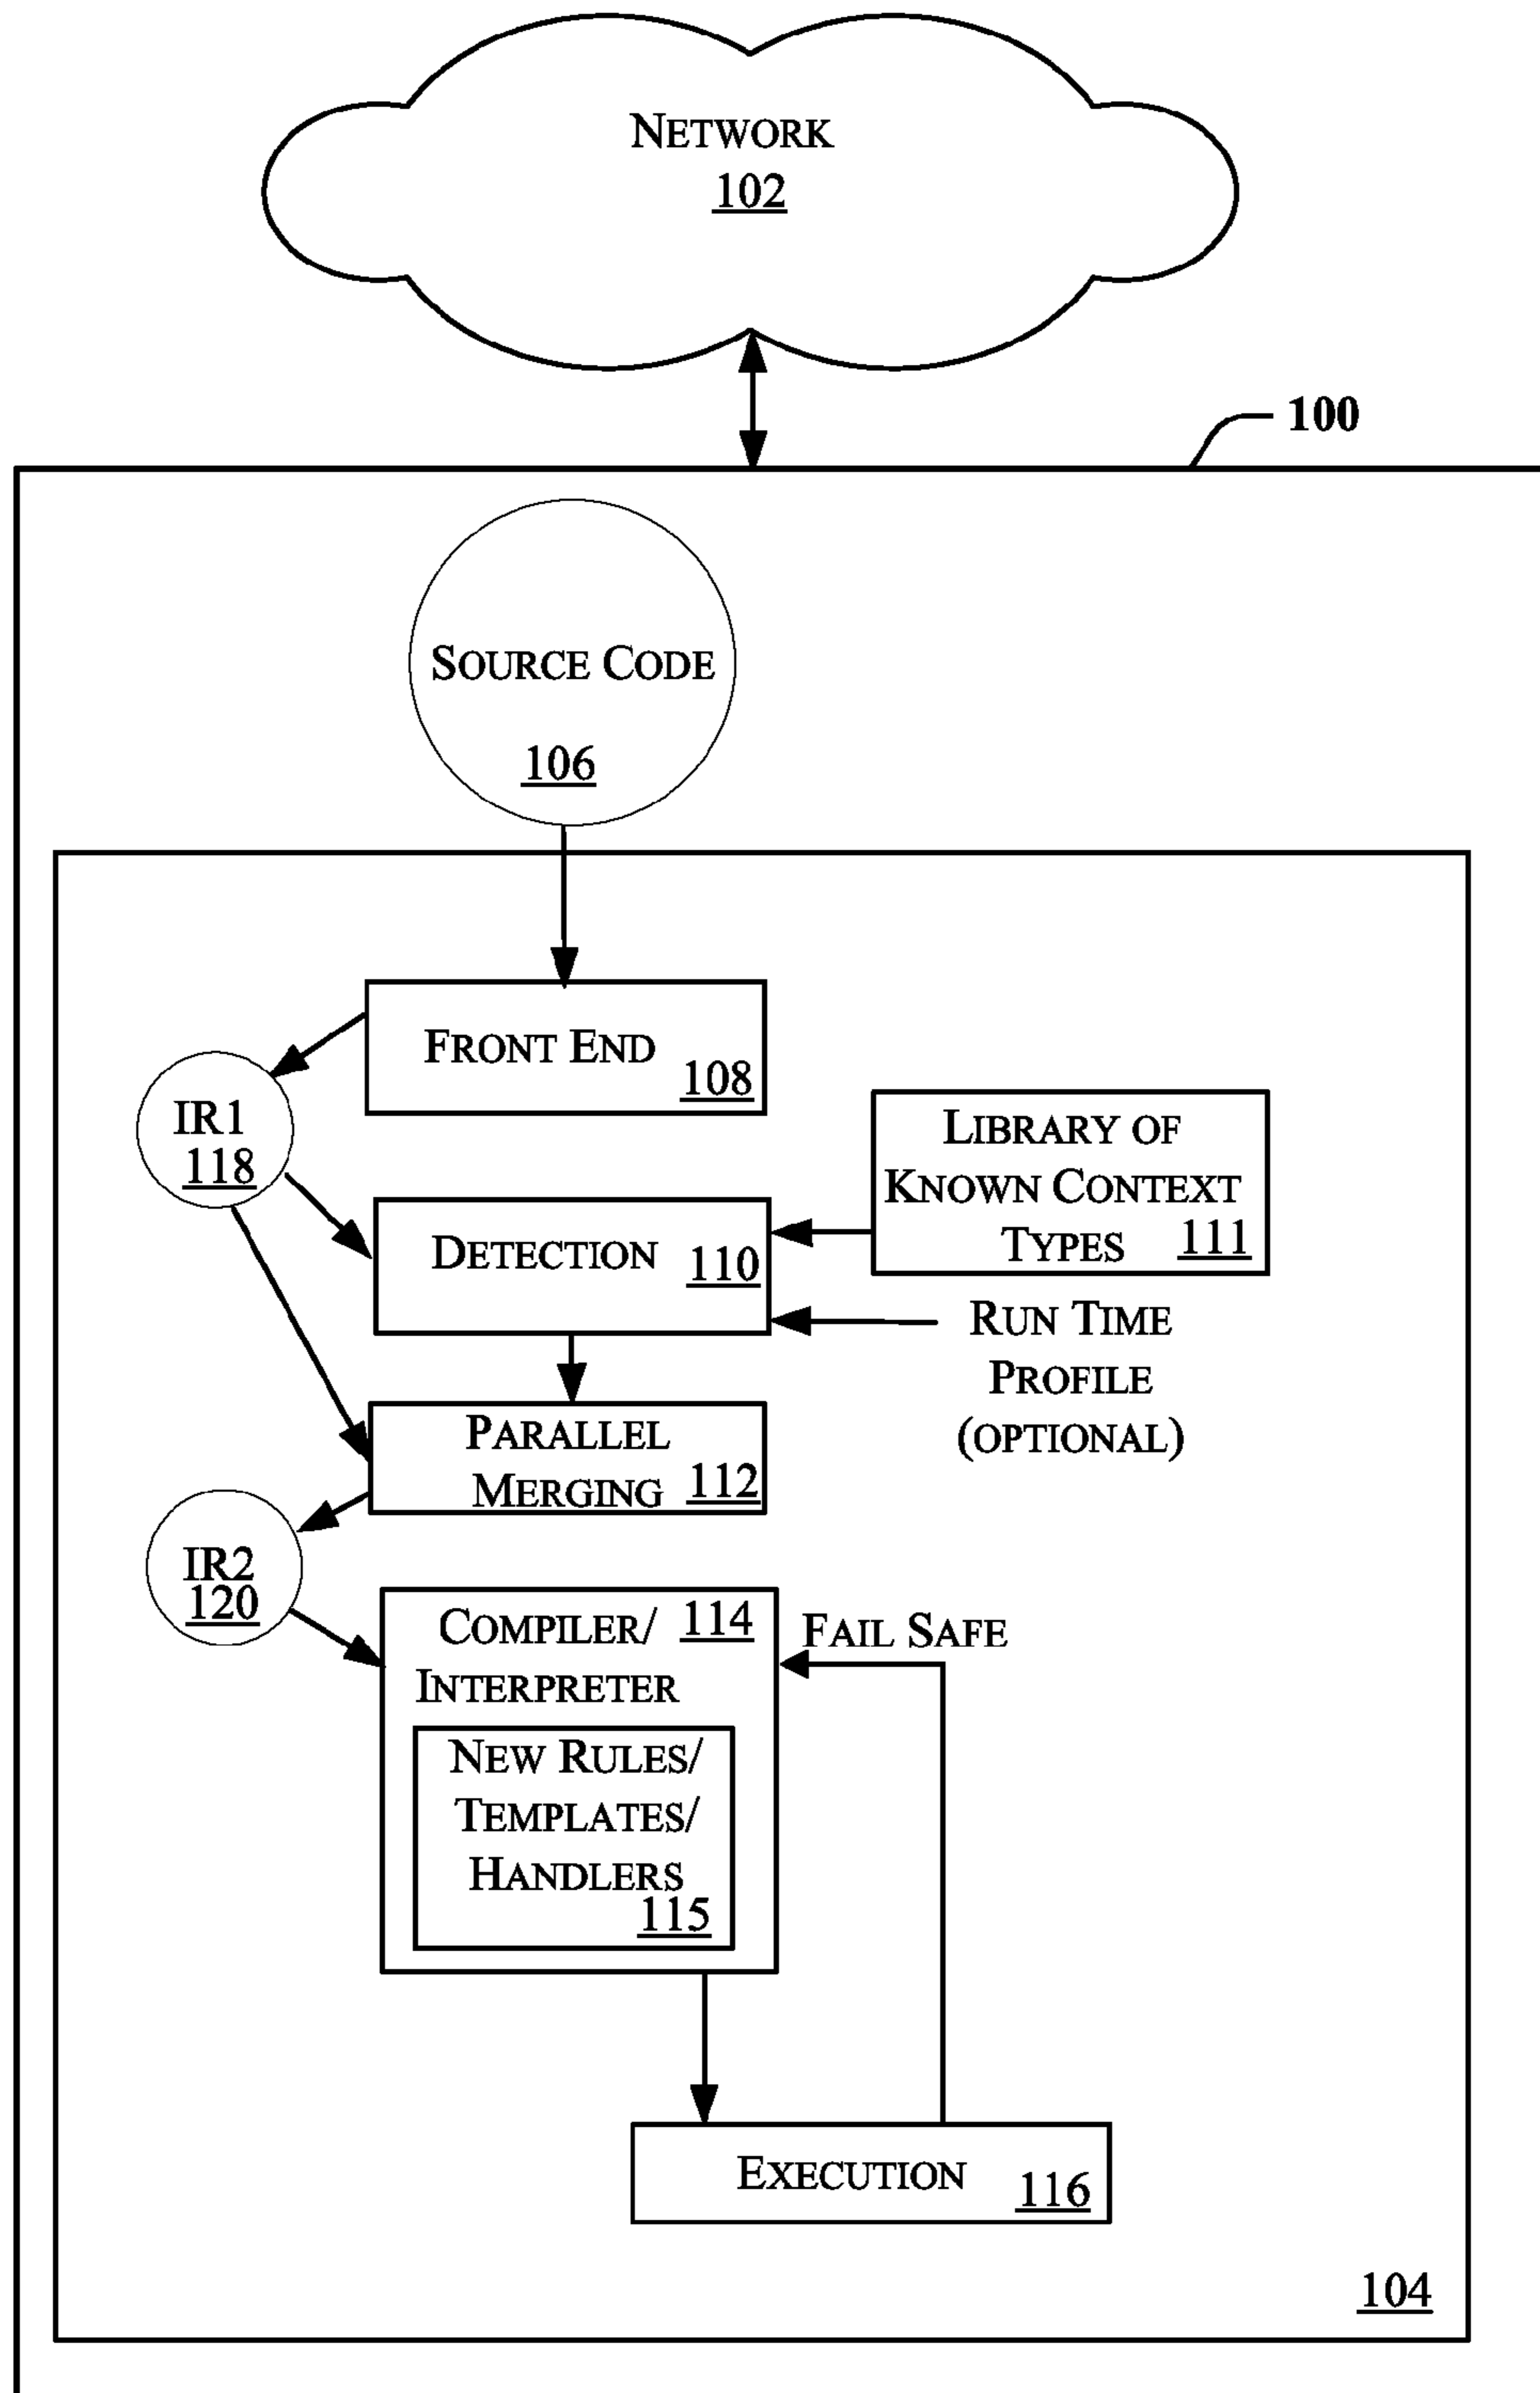 NETWORK
102
100
SOURCE CODE
106
FRONT END
108
IR1
118
LIBRARY OF
KNOWN CONTEXT
TYPES 111
DETECTION 110
RUN TIME
PROFILE
(OPTIONAL)
PARALLEL
MERGING 112
IR2
120
COMPILER/ 114
INTERPRETER
FAIL SAFE
NEW RULES/
TEMPLATES/
HANDLERS
115
EXECUTION 116
104